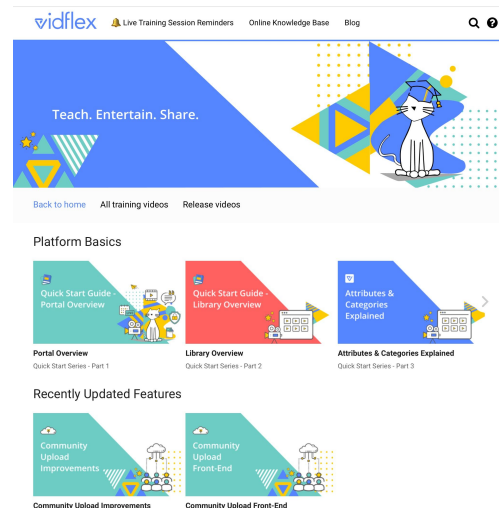 vidflex
Live Training Session Reminders Online Knowledge Base Blog
Teach. Entertain. Share.
Back to home All training videos Release videos
Platform Basics
Quick Start Guide -
Portal Overview
Quick Start Guide -
Library Overview
Attributes &
Categories
Explained
Portal Overview
Quick Start Series - Part 1
Library Overview
Quick Start Series - Part 2
Attributes & Categories Explained
Quick Start Series - Part 3
Recently Updated Features
Community
Upload
Improvements
Community
Upload
Front-End
Community Upload Improvements
Community Upload Front-End